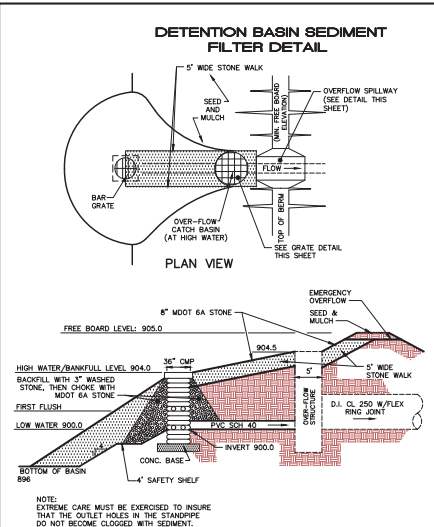 DETENTION BASIN SEDIMENT
FILTER DETAIL
5' WIDE STONE WALK
SEED
AND
MULCH
(MIN. FREE BOARD
ELEVATION)
OVERFLOW SPILLWAY
(SEE DETAIL THIS
SHEET)
FLOW
BAR
GRATE
OVER-FLOW
CATCH BASIN
(AT HIGH WATER)
TOP OF BERM
SEE GRATE DETAIL
THIS SHEET
PLAN VIEW
EMERGENCY
OVERFLOW
8" MDOT 6A STONE
SEED &
MULCH
FREE BOARD LEVEL: 905.0
904.5
36" CMP
HIGH WATER/BANKFULL LEVEL 904.0
5'
5' WIDE
STONE WALK
BACKFILL WITH 3" WASHED
STONE, THEN CHOKE WITH
MDOT 6A STONE
FIRST FLUSH
OVER-FLOW
STRUCTURE
D.I. CL 250 W/FLEX
RING JOINT
LOW WATER 900.0
PVC SCH 40
INVERT 900.0
CONC. BASE
BOTTOM OF BASIN
896
4' SAFETY SHELF
NOTE:
EXTREME CARE MUST BE EXERCISED TO INSURE
THAT THE OUTLET HOLES IN THE STANDPIPE
DO NOT BECOME CLOGGED WITH SEDIMENT.